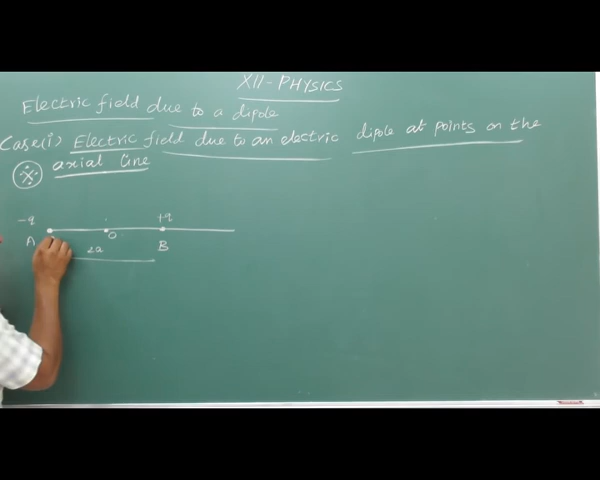 XII-PHYSICS
Electric field due to a dipole
Case(i) Electric field due to an electric dipole at points on the
axial line
-q +q
A O B
2a